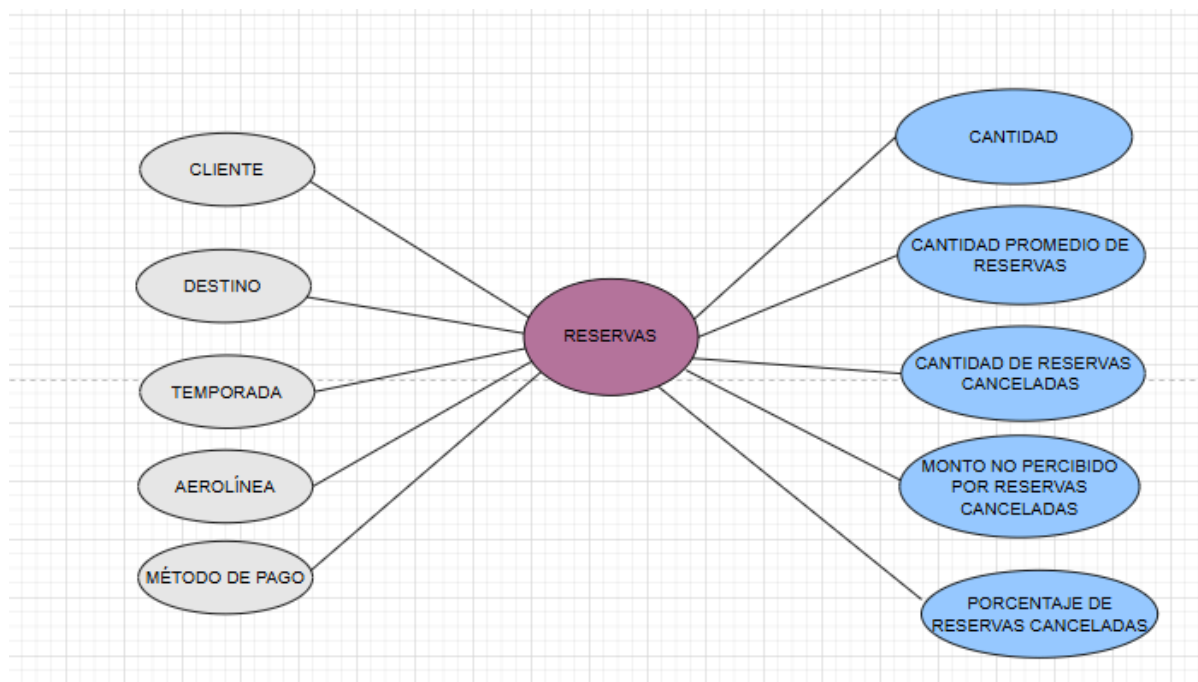 CLIENTE
DESTINO
TEMPORADA
AEROLÍNEA
MÉTODO DE PAGO
RESERVAS
CANTIDAD
CANTIDAD PROMEDIO DE
RESERVAS
CANTIDAD DE RESERVAS
CANCELADAS
MONTO NO PERCIBIDO
POR RESERVAS
CANCELADAS
PORCENTAJE DE
RESERVAS CANCELADAS